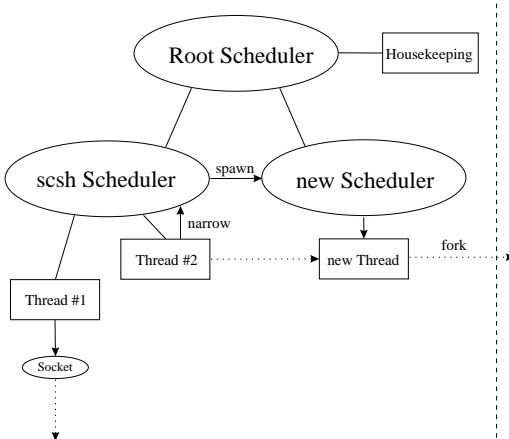 Root Scheduler
Housekeeping
scsh Scheduler
spawn
new Scheduler
narrow
Thread #2
new Thread
fork
Thread #1
Socket